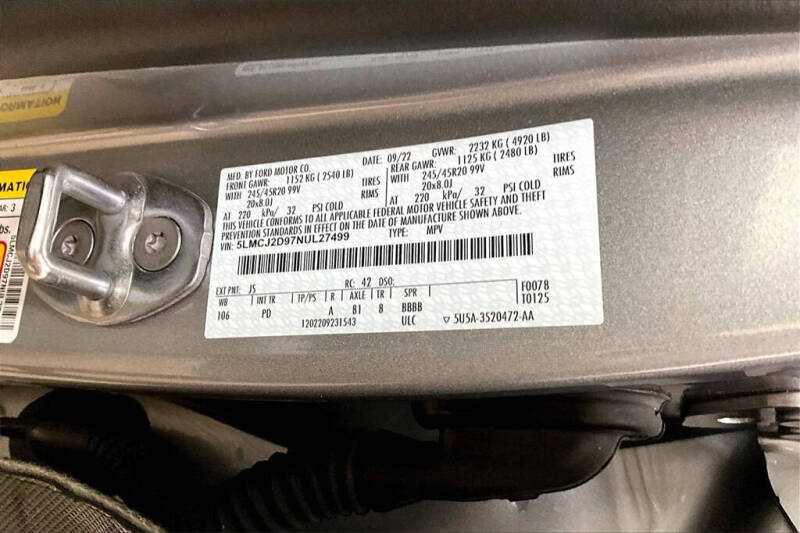 MFD. BY FORD MOTOR CO.
DATE: 09/22 GVWR: 2232 KG ( 4920 LB)
FRONT GAWR: 1152 KG ( 2540 LB)
REAR GAWR: 1125 KG ( 2480 LB)
WITH 245/45R20 99V TIRES
WITH 245/45R20 99V TIRES
20x8.0J RIMS
20x8.0J RIMS
AT 220 kPa/ 32 PSI COLD
AT 220 kPa/ 32 PSI COLD
THIS VEHICLE CONFORMS TO ALL APPLICABLE FEDERAL MOTOR VEHICLE SAFETY AND THEFT
PREVENTION STANDARDS IN EFFECT ON THE DATE OF MANUFACTURE SHOWN ABOVE.
VIN: 5LMCJ2D97NUL27499 TYPE: MPV
EXT PNT: JS RC: 42 DSO: F0078
WB INT TR TP/PS R AXLE TR SPR T0125
106 PD A 81 B BBBB
1202209231543 ULC 5U5A-3520472-AA
MATIC
AR: 3
bs.